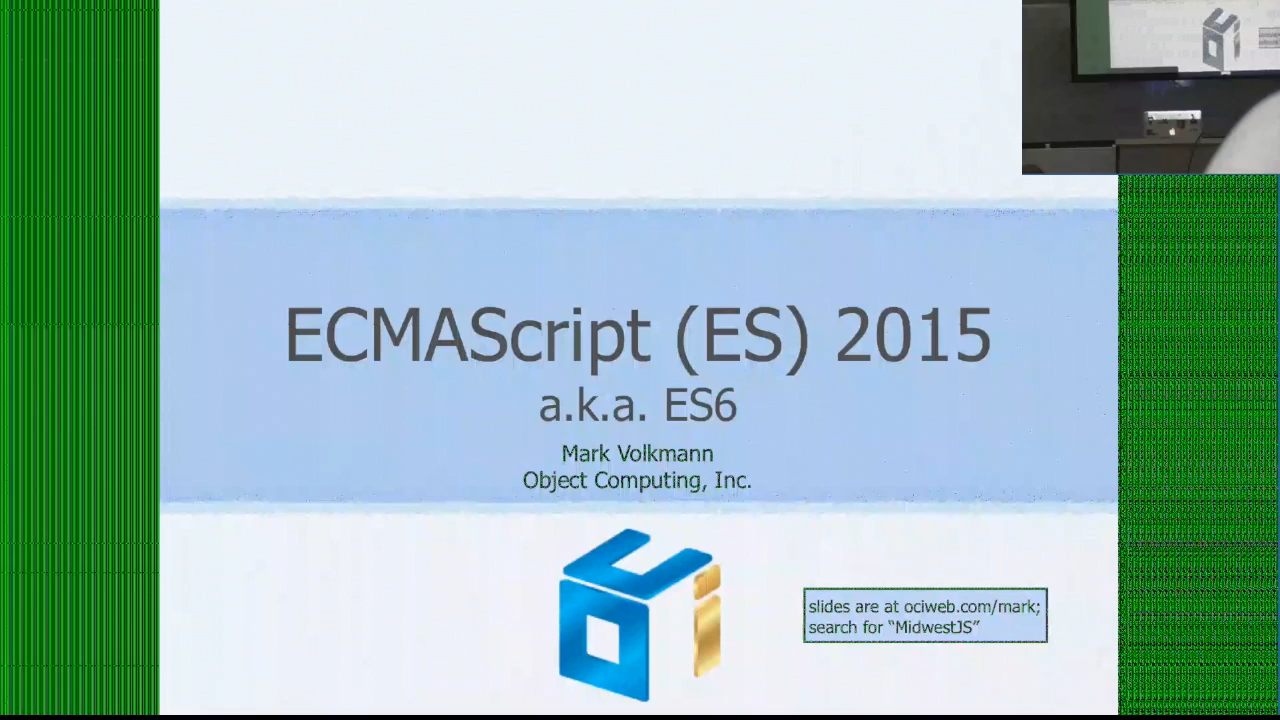 ECMAScript (ES) 2015
a.k.a. ES6
Mark Volkmann
Object Computing, Inc.
slides are at ociweb.com/mark;
search for “MidwestJS”